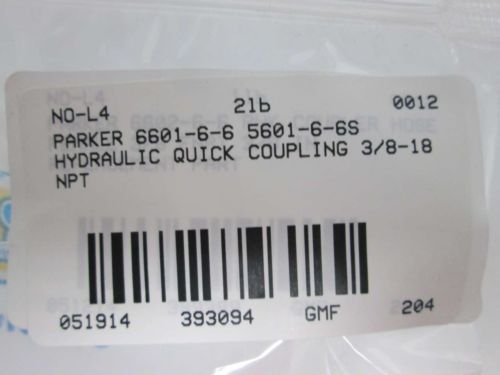 NO-L4 2lb 0012
PARKER 6601-6-6 5601-6-6S
HYDRAULIC QUICK COUPLING 3/8-18
NPT
051914 393094 GMF 204